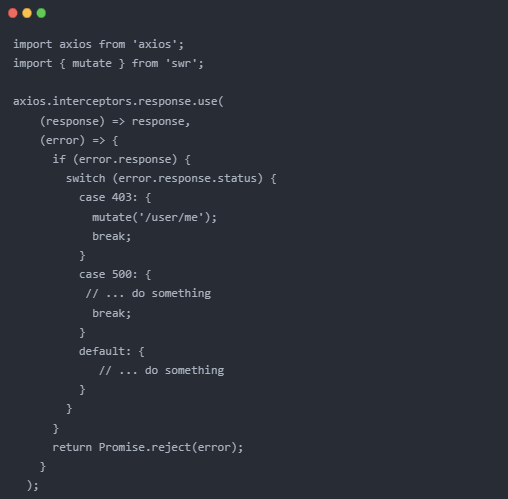 import axios from 'axios';
import { mutate } from 'swr';

axios.interceptors.response.use(
    (response) => response,
    (error) => {
      if (error.response) {
        switch (error.response.status) {
          case 403: {
            mutate('/user/me');
            break;
          }
          case 500: {
           // ... do something
            break;
          }
          default: {
             // ... do something
          }
        }
      }
      return Promise.reject(error);
    }
  );